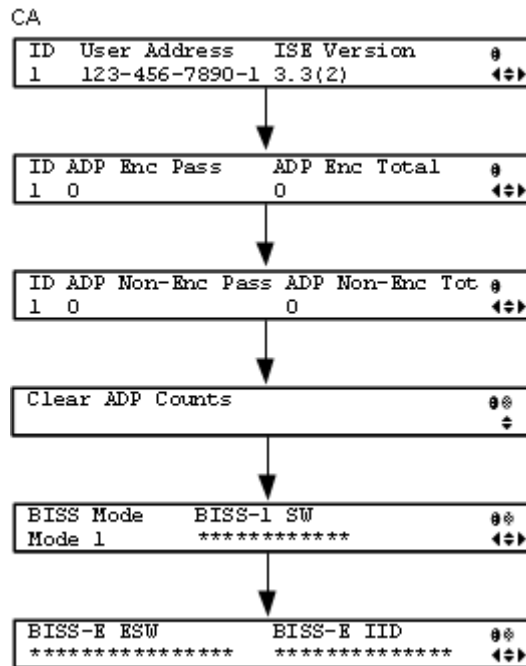 CA
ID User Address ISE Version
1 123-456-7890-1 3.3(2)
ID ADP Enc Pass ADP Enc Total
1 0 0
ID ADP Non-Enc Pass ADP Non-Enc Tot
1 0 0
Clear ADP Counts
BISS Mode BISS-1 SW
Mode 1 ************
BISS-E ESW BISS-E IID
**************** **************